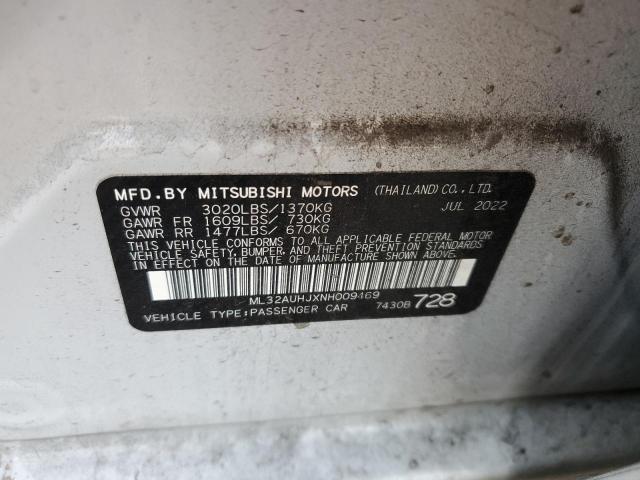 MFD.BY MITSUBISHI MOTORS (THAILAND) CO.,LTD.
GVWR 3020LBS/1370KG JUL 2022
GAWR FR 1609LBS/ 730KG
GAWR RR 1477LBS/ 670KG
THIS VEHICLE CONFORMS TO ALL APPLICABLE FEDERAL MOTOR
VEHICLE SAFETY, BUMPER, AND THEFT PREVENTION STANDARDS
IN EFFECT ON THE DATE OF MANUFACTURE SHOWN ABOVE.
ML32AUHJXNH009469
VEHICLE TYPE:PASSENGER CAR 7430B 728